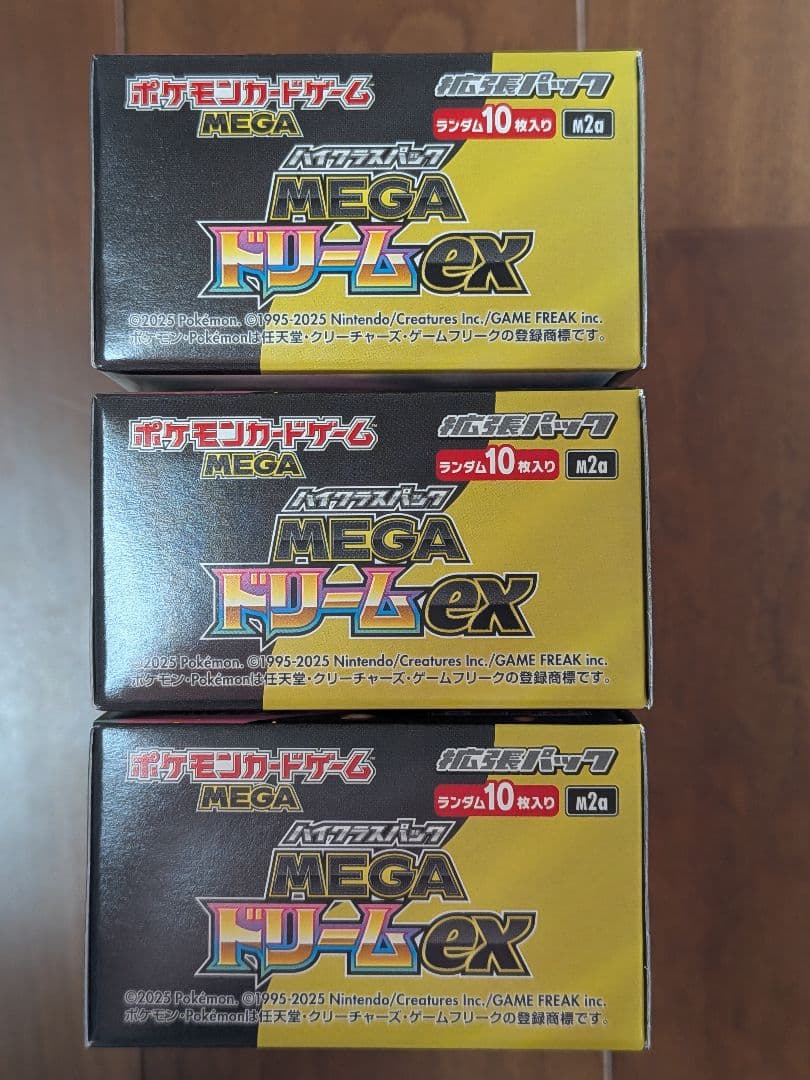 ポケモンカードゲーム
MEGA
拡張パック
ランダム10枚入り M2a
ハイクラスパック
MEGA
ドリームex
©2025 Pokémon. ©1995-2025 Nintendo/Creatures Inc./GAME FREAK inc.
ポケモン・Pokémonは任天堂・クリーチャーズ・ゲームフリークの登録商標です。
ポケモンカードゲーム
MEGA
拡張パック
ランダム10枚入り M2a
ハイクラスパック
MEGA
ドリームex
©2025 Pokémon. ©1995-2025 Nintendo/Creatures Inc./GAME FREAK inc.
ポケモン・Pokémonは任天堂・クリーチャーズ・ゲームフリークの登録商標です。
ポケモンカードゲーム
MEGA
拡張パック
ランダム10枚入り M2a
ハイクラスパック
MEGA
ドリームex
©2025 Pokémon. ©1995-2025 Nintendo/Creatures Inc./GAME FREAK inc.
ポケモン・Pokémonは任天堂・クリーチャーズ・ゲームフリークの登録商標です。